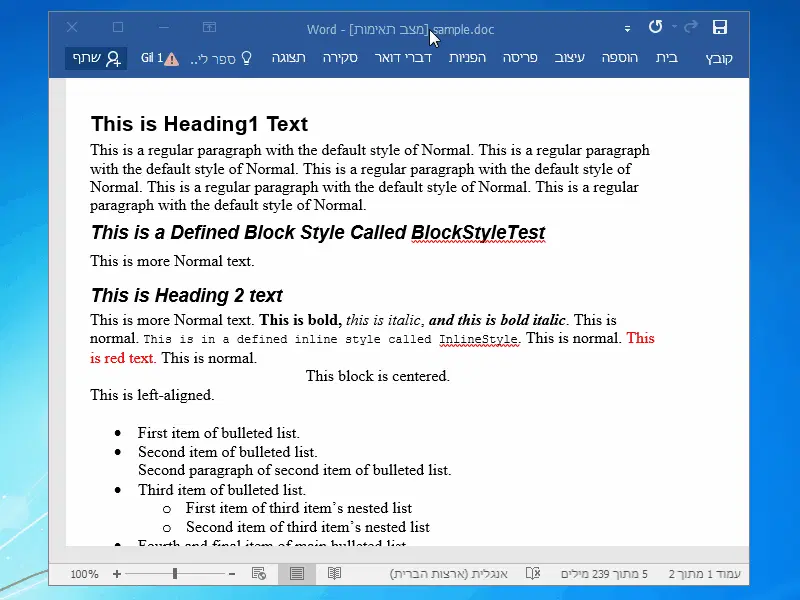 Word - [מצב תאימות] sample.doc
קובץ בית הוספה עיצוב פריסה הפניות דברי דואר סקירה תצוגה ספר לי.. Gil 1 שתף
This is Heading1 Text
This is a regular paragraph with the default style of Normal. This is a regular paragraph
with the default style of Normal. This is a regular paragraph with the default style of
Normal. This is a regular paragraph with the default style of Normal. This is a regular
paragraph with the default style of Normal.
This is a Defined Block Style Called BlockStyleTest
This is more Normal text.
This is Heading 2 text
This is more Normal text. This is bold, this is italic, and this is bold italic. This is
normal. This is in a defined inline style called InlineStyle. This is normal. This
is red text. This is normal.
This block is centered.
This is left-aligned.
• First item of bulleted list.
• Second item of bulleted list.
Second paragraph of second item of bulleted list.
• Third item of bulleted list.
o First item of third item’s nested list
o Second item of third item’s nested list
• Fourth and final item of main bulleted list
עמוד 1 מתוך 2 5 מתוך 239 מילים אנגלית (ארצות הברית) 100%